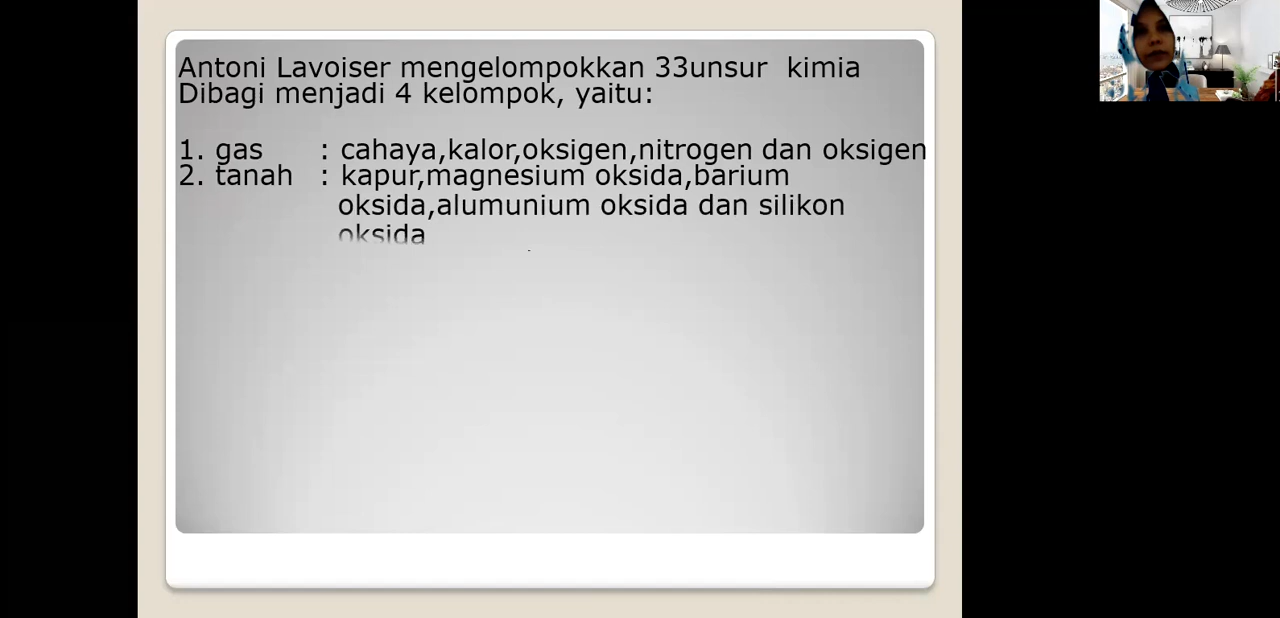 Antoni Lavoiser mengelompokkan 33unsur  kimia
Dibagi menjadi 4 kelompok, yaitu:
1. gas : cahaya,kalor,oksigen,nitrogen dan oksigen
2. tanah : kapur,magnesium oksida,barium
oksida,alumunium oksida dan silikon
oksida